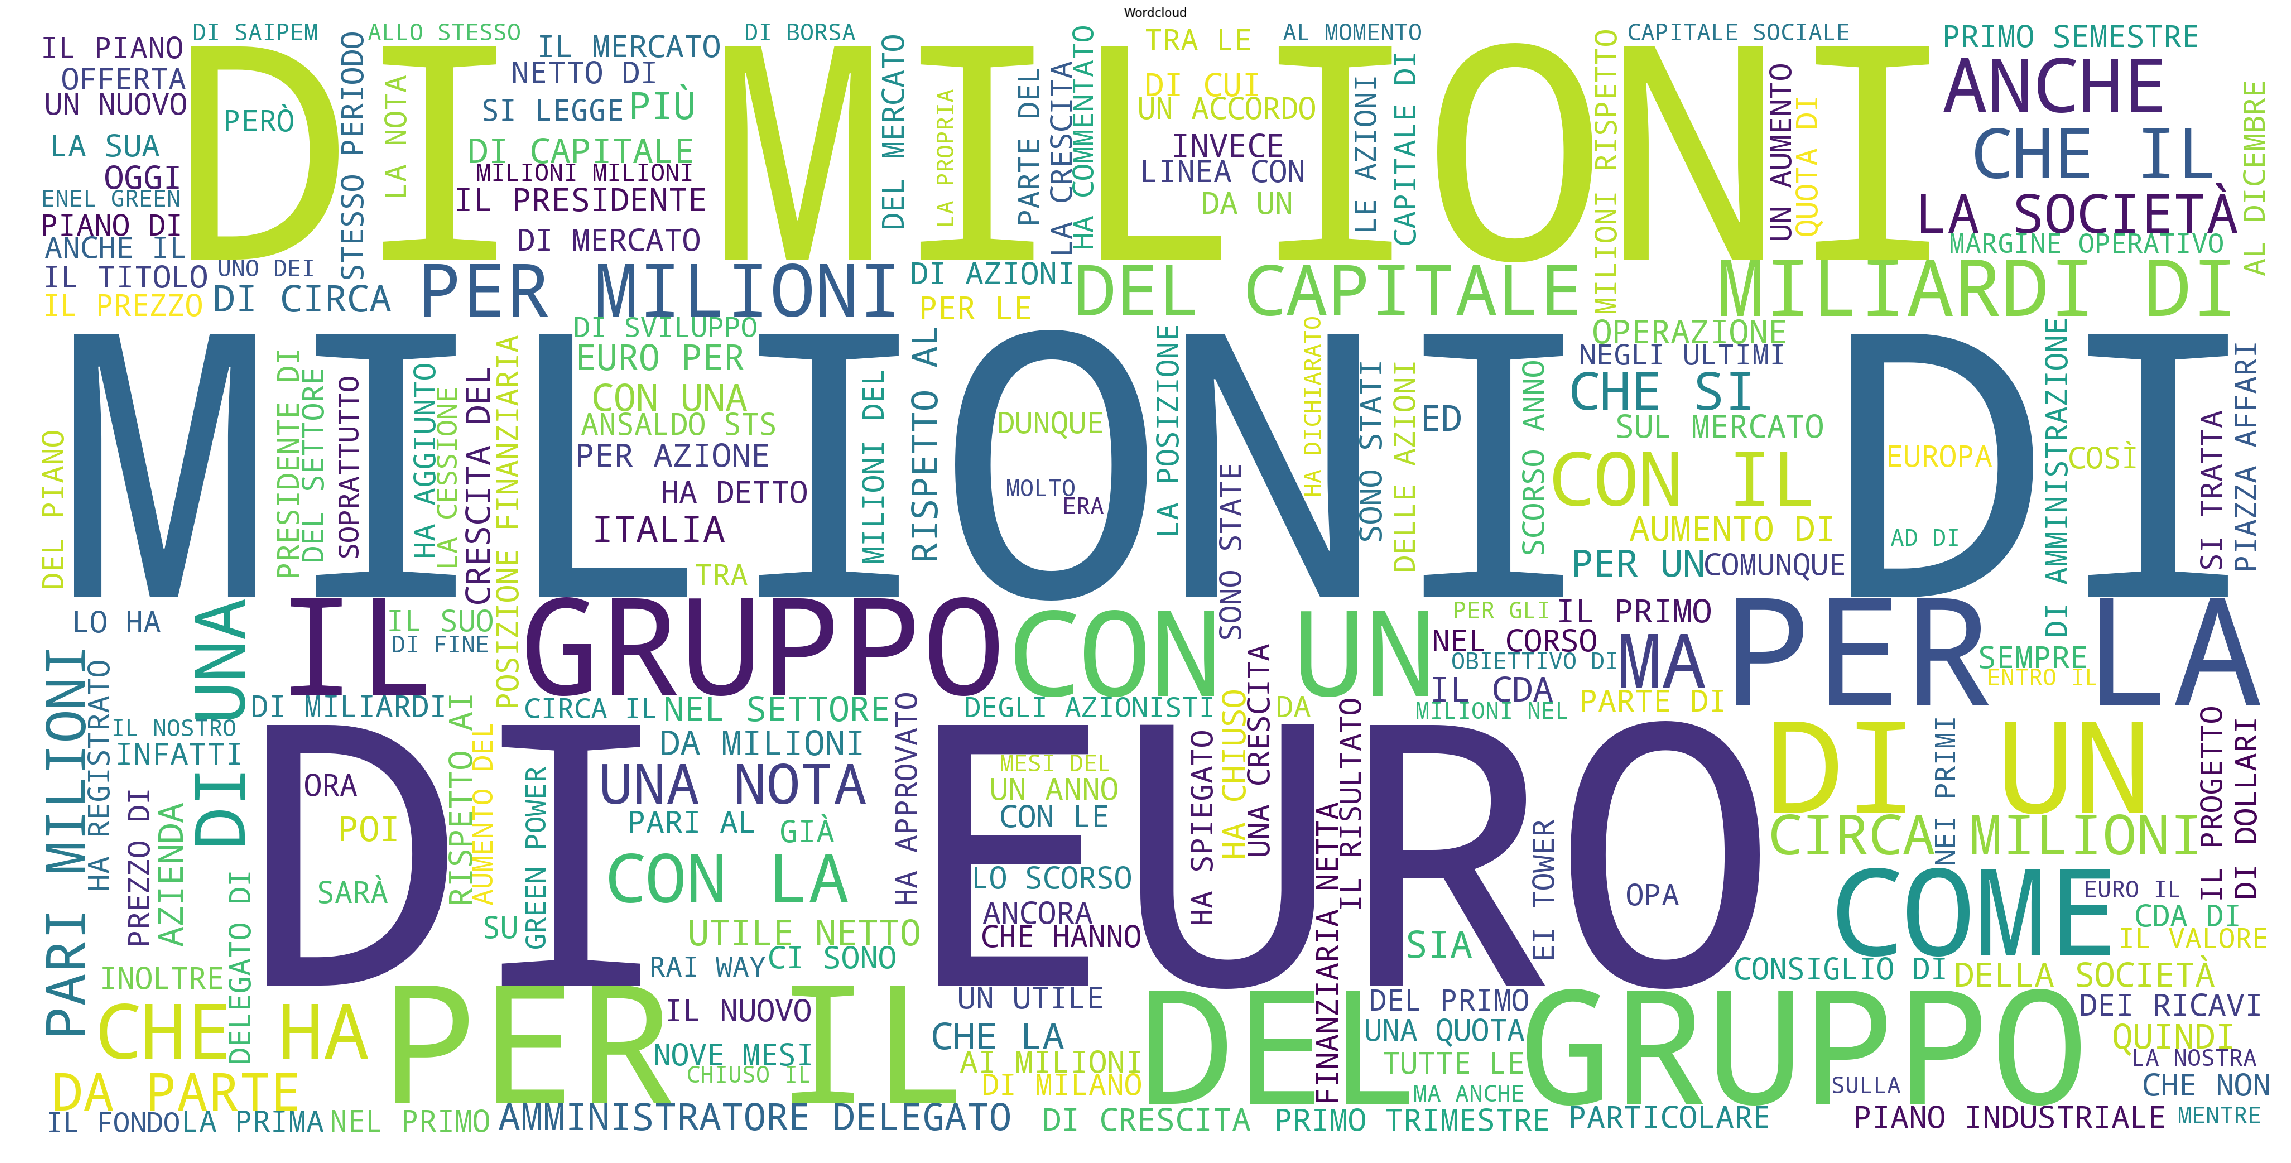 Wordcloud
DI SAIPEM
ALLO STESSO
DI BORSA
AL MOMENTO
CAPITALE SOCIALE
IL PIANO
IL MERCATO
TRA LE
PRIMO SEMESTRE
OFFERTA
NETTO DI
DI CUI
ANCHE
UN NUOVO
SI LEGGE
PIÙ
UN ACCORDO
PERÒ
DI MILIONI
LA NOTA
STESSO PERIODO
DEL MERCATO
LA PROPRIA
PARTE DEL
LA CRESCITA
HA COMMENTATO
LE AZIONI
CAPITALE DI
MILIONI RISPETTO
UN AUMENTO
QUOTA DI
AL DICEMBRE
LA SUA
DI CAPITALE
INVECE
CHE IL
OGGI
MILIONI MILIONI
LINEA CON
ENEL GREEN
IL PRESIDENTE
DA UN
LA SOCIETÀ
PIANO DI
DI MERCATO
MARGINE OPERATIVO
ANCHE IL
IL TITOLO
UNO DEI
DI AZIONI
IL PREZZO
DI CIRCA
PER MILIONI
PER LE
DEL CAPITALE
MILIARDI DI
DI SVILUPPO
OPERAZIONE
EURO PER
NEGLI ULTIMI
CON UNA
CHE SI
ANSALDO STS
DUNQUE
ED
SUL MERCATO
MILIONI DI
EUROPA
COSÌ
PER AZIONE
CON IL
HA DETTO
MOLTO
ERA
ITALIA
AUMENTO DI
AD DI
TRA
PER UN
COMUNQUE
DEL PIANO
PRESIDENTE DI
DEL SETTORE
SOPRATTUTTO
HA AGGIUNTO
LA CESSIONE
CRESCITA DEL
POSIZIONE FINANZIARIA
MILIONI DEL
RISPETTO AL
LA POSIZIONE
SONO STATE
HA DICHIARATO
SONO STATI
DELLE AZIONI
SCORSO ANNO
DI AMMINISTRAZIONE
SI TRATTA
PIAZZA AFFARI
LO HA
IL SUO
DI FINE
IL GRUPPO
CON UN
PER GLI
IL PRIMO
NEL CORSO
OBIETTIVO DI
MA
PER LA
SEMPRE
ENTRO IL
IL CDA
PARTE DI
DI UNA
DI MILIARDI
CIRCA IL
NEL SETTORE
DEGLI AZIONISTI
DA
MILIONI NEL
IL NOSTRO
INFATTI
DA MILIONI
DI UN
ORA
UNA NOTA
MESI DEL
UN ANNO
DI EURO
POI
PARI AL
GIÀ
CON LE
CIRCA MILIONI
SARÀ
CON LA
LO SCORSO
OPA
COME
EURO IL
ANCORA
CDA DI
SU
UTILE NETTO
CHE HANNO
SIA
IL VALORE
PARI MILIONI
HA REGISTRATO
PREZZO DI
AZIENDA
DELEGATO DI
RISPETTO AI
AUMENTO DEL
GREEN POWER
HA APPROVATO
HA SPIEGATO
HA CHIUSO
UNA CRESCITA
FINANZIARIA NETTA
IL RISULTATO
EI TOWER
NEI PRIMI
IL PROGETTO
DI DOLLARI
INOLTRE
RAI WAY
CI SONO
CONSIGLIO DI
DELLA SOCIETÀ
CHE HA
PER IL
IL NUOVO
UN UTILE
DEL GRUPPO
DEL PRIMO
DEI RICAVI
CHE LA
UNA QUOTA
QUINDI
NOVE MESI
AI MILIONI
TUTTE LE
LA NOSTRA
CHIUSO IL
DI MILANO
MA ANCHE
SULLA
CHE NON
DA PARTE
IL FONDO
LA PRIMA
NEL PRIMO
AMMINISTRATORE DELEGATO
DI CRESCITA
PRIMO TRIMESTRE
PARTICOLARE
PIANO INDUSTRIALE
MENTRE